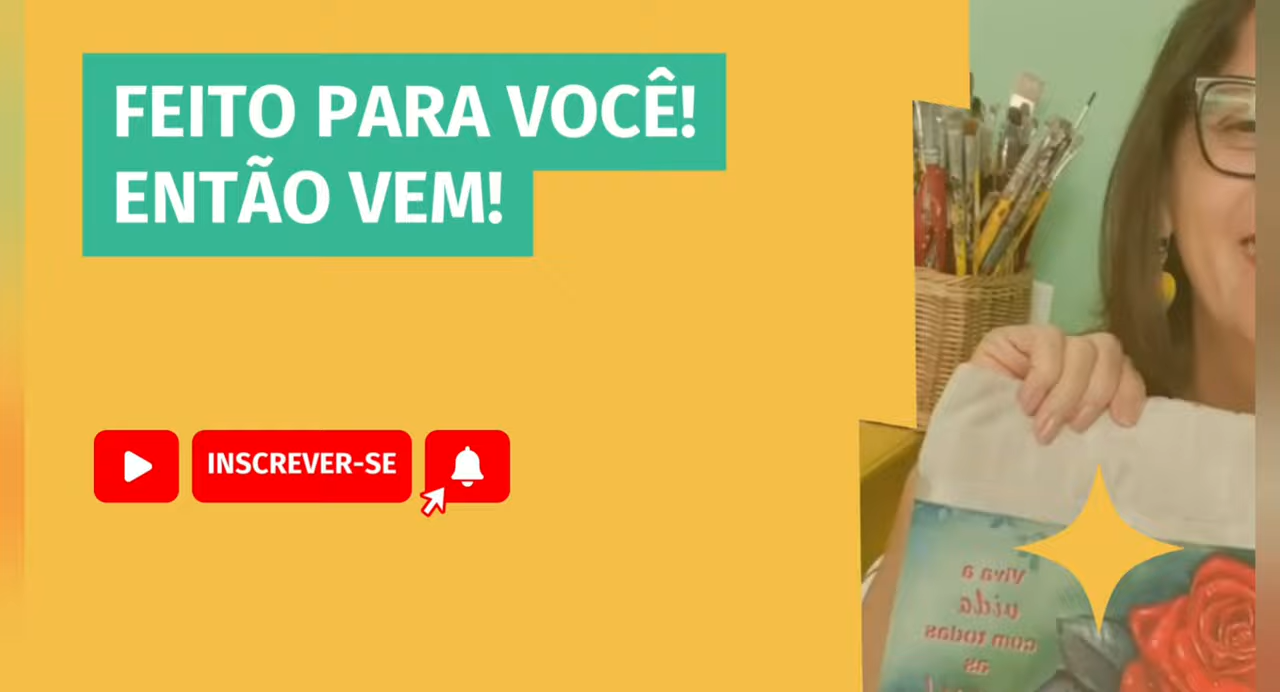 FEITO PARA VOCÊ!
ENTÃO VEM!
INSCREVER-SE
Viva a
vida
com todas
as